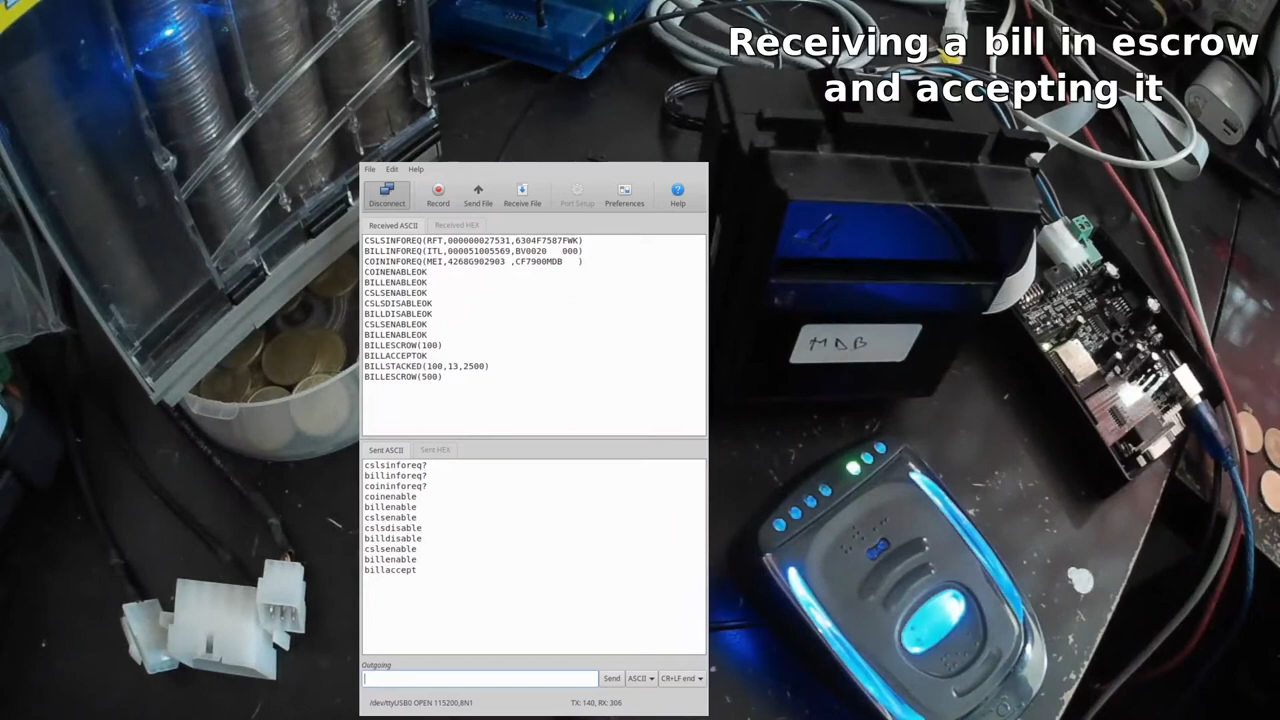 Receiving a bill in escrow
and accepting it
File Edit Help
Disconnect Record Send File Receive File Port Setup Preferences Help
Received ASCII Received HEX
CSLSINFOREQ(RFT,000000027531,6304F7587FWK)
BILLINFOREQ(ITL,000051005569,BV0020   000)
COININFOREQ(MEI,4268G902903 ,CF7900MDB   )
COINENABLEOK
BILLENABLEOK
CSLSENABLEOK
CSLSDISABLEOK
BILLDISABLEOK
CSLSENABLEOK
BILLENABLEOK
BILLESCROW(100)
BILLACCEPTOK
BILLSTACKED(100,13,2500)
BILLESCROW(500)
Sent ASCII Sent HEX
cslsinforeq?
billinforeq?
coininforeq?
coinenable
billenable
cslsenable
cslsdisable
billdisable
cslsenable
billenable
billaccept
Outgoing
Send ASCII CR+LF end
/dev/ttyUSB0 OPEN 115200,8N1 TX: 140, RX: 306
MDB